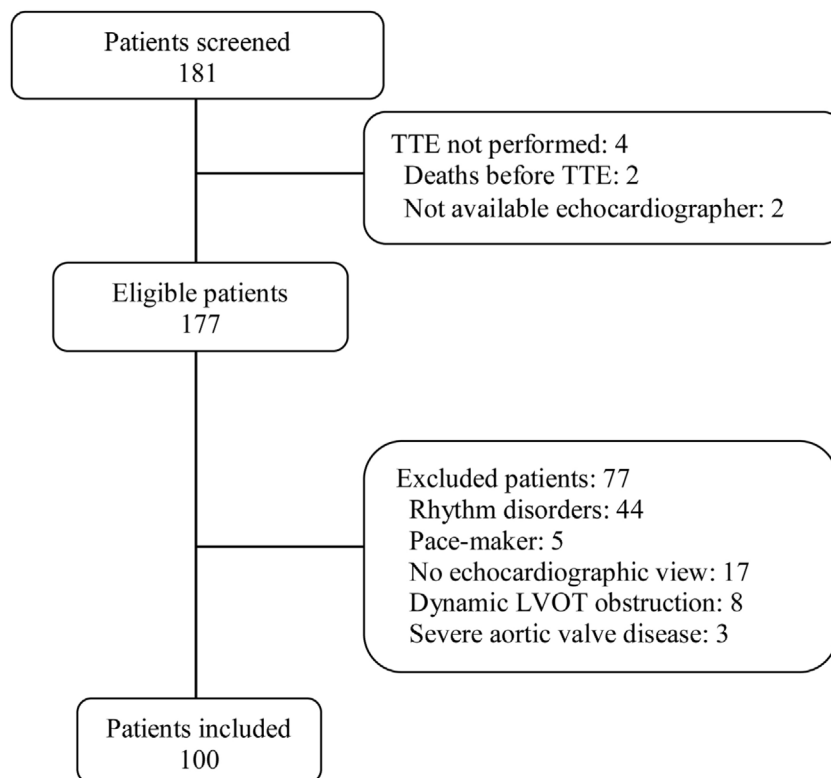 Patients screened
181
TTE not performed: 4
Deaths before TTE: 2
Not available echocardiographer: 2
Eligible patients
177
Excluded patients: 77
Rhythm disorders: 44
Pace-maker: 5
No echocardiographic view: 17
Dynamic LVOT obstruction: 8
Severe aortic valve disease: 3
Patients included
100